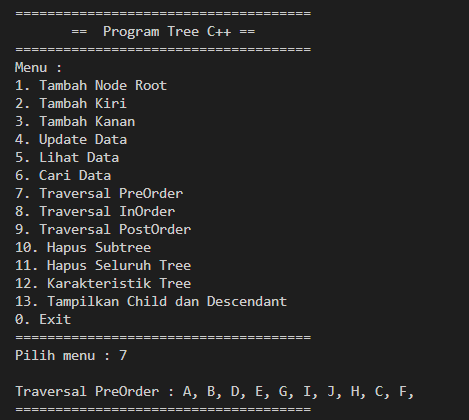 =====================================
== Program Tree C++ ==
=====================================
Menu :
1. Tambah Node Root
2. Tambah Kiri
3. Tambah Kanan
4. Update Data
5. Lihat Data
6. Cari Data
7. Traversal PreOrder
8. Traversal InOrder
9. Traversal PostOrder
10. Hapus Subtree
11. Hapus Seluruh Tree
12. Karakteristik Tree
13. Tampilkan Child dan Descendant
0. Exit
=====================================
Pilih menu : 7
Traversal PreOrder : A, B, D, E, G, I, J, H, C, F,
=====================================